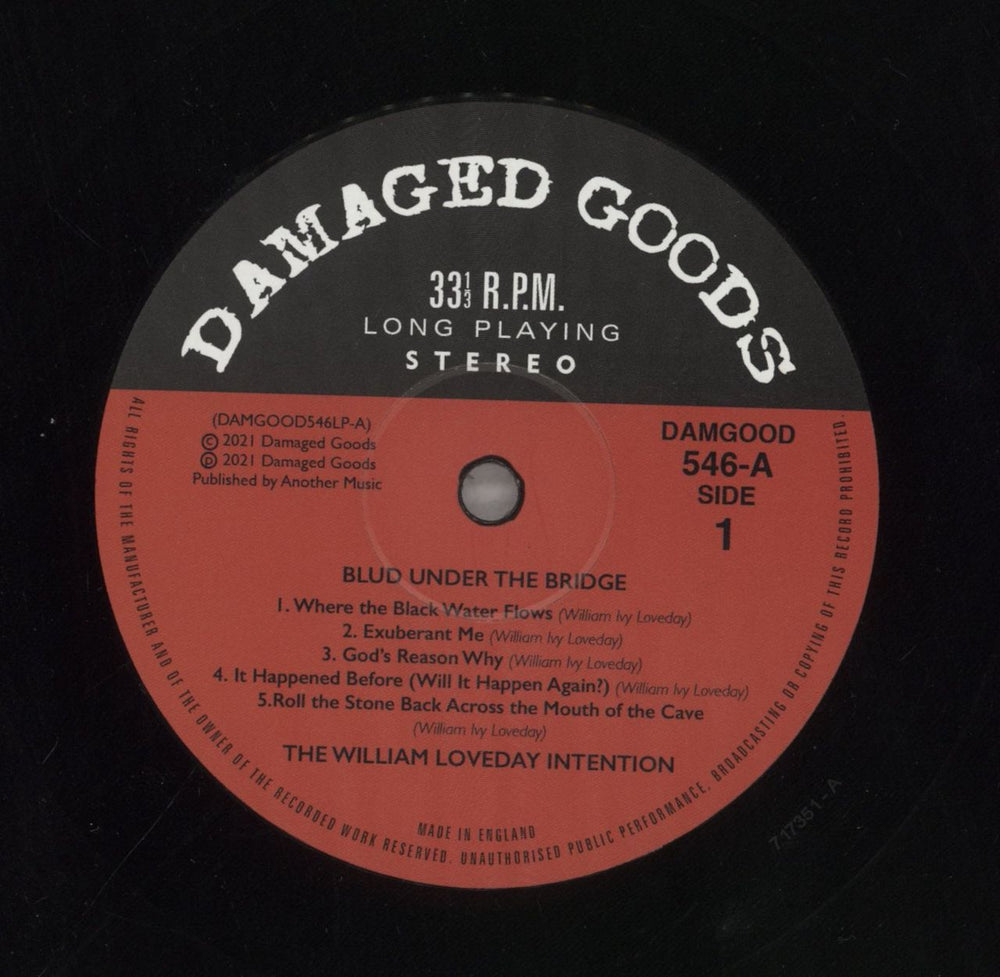 DAMAGED GOODS
33⅓ R.P.M.
LONG PLAYING
STEREO
(DAMGOOD546LP-A)
© 2021 Damaged Goods
℗ 2021 Damaged Goods
Published by Another Music
DAMGOOD
546-A
SIDE
1
BLUD UNDER THE BRIDGE
1. Where the Black Water Flows (William Ivy Loveday)
2. Exuberant Me (William Ivy Loveday)
3. God's Reason Why (William Ivy Loveday)
4. It Happened Before (Will It Happen Again?) (William Ivy Loveday)
5.Roll the Stone Back Across the Mouth of the Cave
(William Ivy Loveday)
THE WILLIAM LOVEDAY INTENTION
MADE IN ENGLAND
ALL RIGHTS OF THE MANUFACTURER AND OF THE OWNER OF THE RECORDED WORK RESERVED. UNAUTHORISED PUBLIC PERFORMANCE, BROADCASTING OR COPYING OF THIS RECORD PROHIBITED.
717351-A